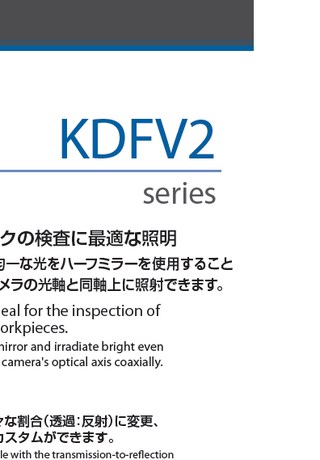 KDFV2
series
クの検査に最適な照明
匀一な光をハーフミラーを使用すること
メラの光軸と同軸上に照射できます。
eal for the inspection of
orkpieces.
mirror and irradiate bright even
camera's optical axis coaxially.
な割合（透過：反射）に変更、
カスタムができます。
le with the transmission-to-reflection